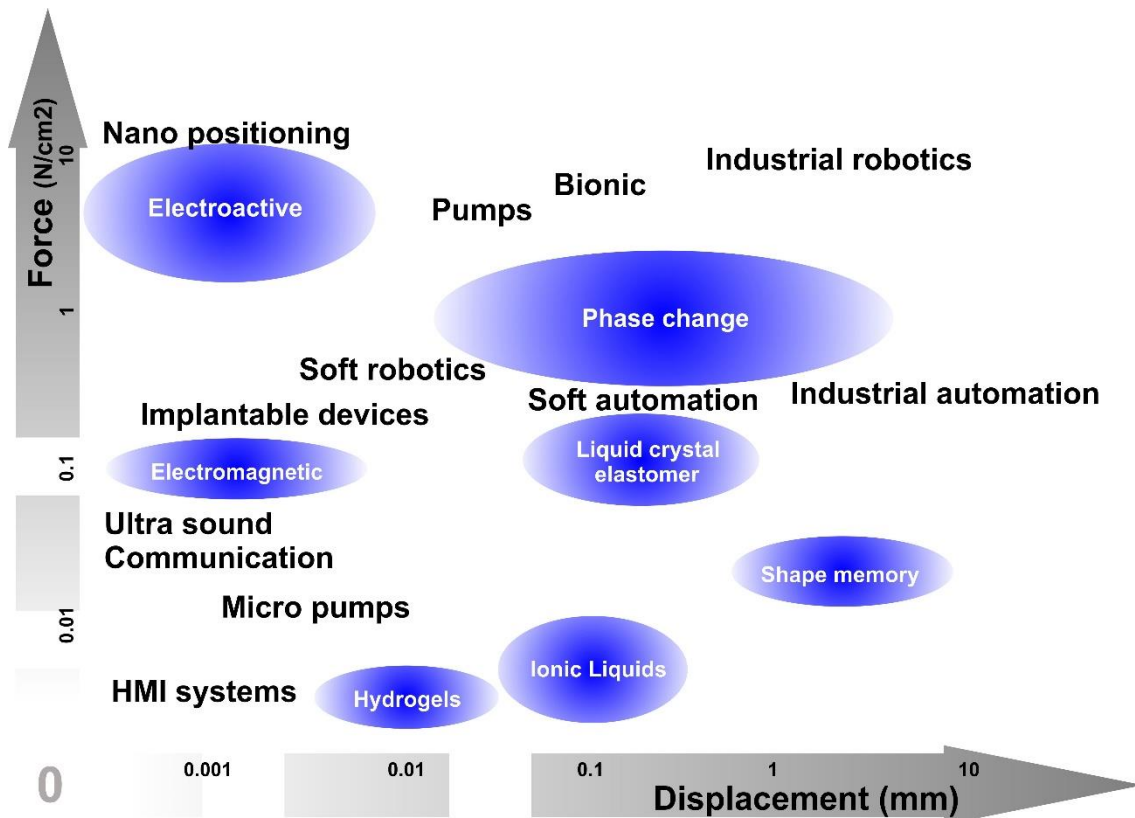 Force (N/cm2)
10
1
0.1
0.01
Nano positioning
Electroactive
Pumps
Bionic
Industrial robotics
Phase change
Soft robotics
Soft automation
Industrial automation
Implantable devices
Electromagnetic
Liquid crystal
elastomer
Ultra sound
Communication
Shape memory
Micro pumps
Ionic Liquids
HMI systems
Hydrogels
0
0.001
0.01
0.1
1
10
Displacement (mm)